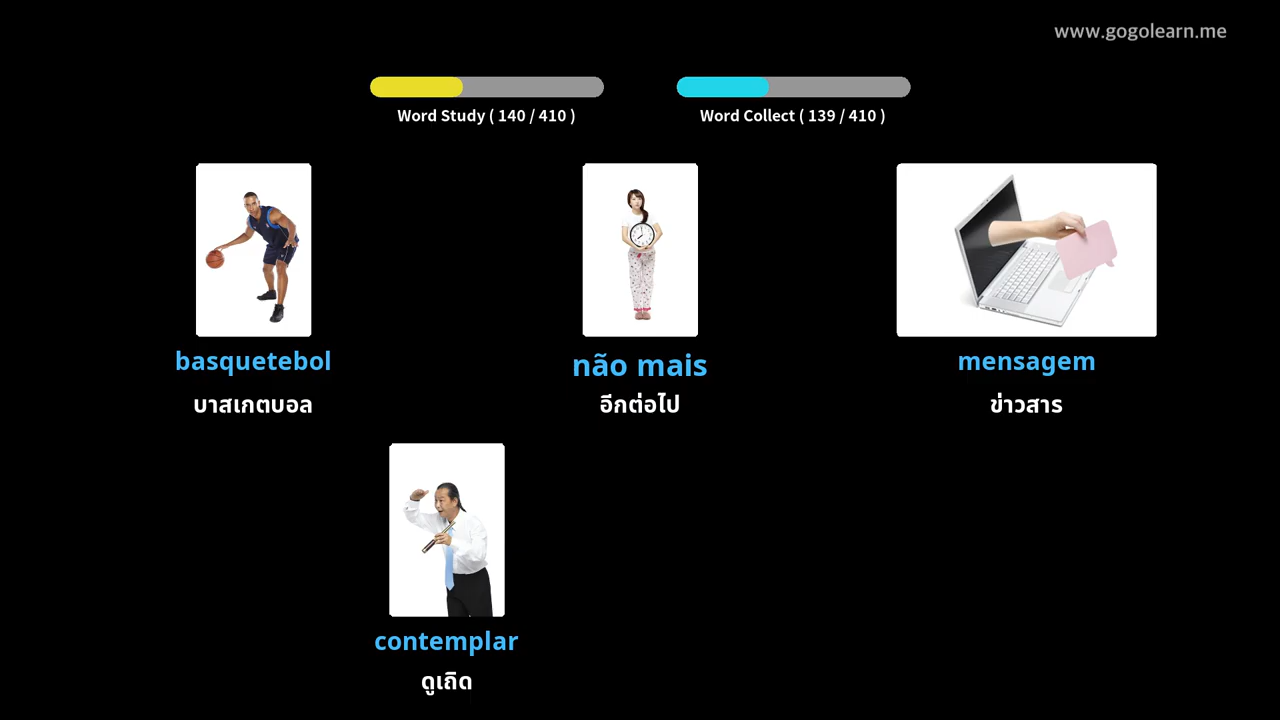 www.gogolearn.me
Word Study ( 140 / 410 )
Word Collect ( 139 / 410 )
basquetebol
não mais
mensagem
บาสเกตบอล
อีกต่อไป
ข่าวสาร
contemplar
ดูเถิด